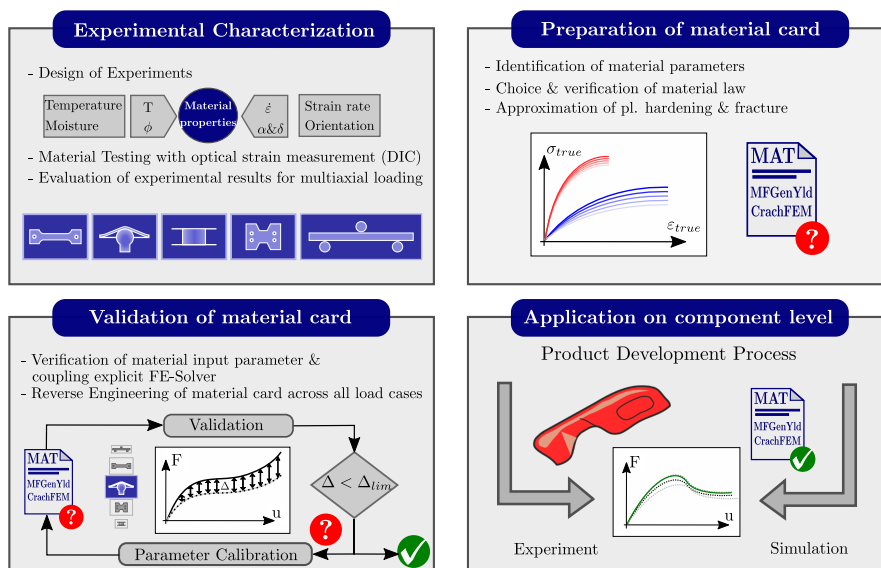 Experimental Characterization
- Design of Experiments
Temperature
Moisture
T
ϕ
Material
properties
ε̇
α&δ
Strain rate
Orientation
- Material Testing with optical strain measurement (DIC)
- Evaluation of experimental results for multiaxial loading
Preparation of material card
- Identification of material parameters
- Choice & verification of material law
- Approximation of pl. hardening & fracture
σtrue
εtrue
MAT
MFGenYld
CrachFEM
?
Validation of material card
- Verification of material input parameter &
coupling explicit FE-Solver
- Reverse Engineering of material card across all load cases
Validation
MAT
MFGenYld
CrachFEM
?
F
Δ
u
Δ < Δlim
?
Parameter Calibration
Application on component level
Product Development Process
MAT
MFGenYld
CrachFEM
F
u
Experiment
Simulation